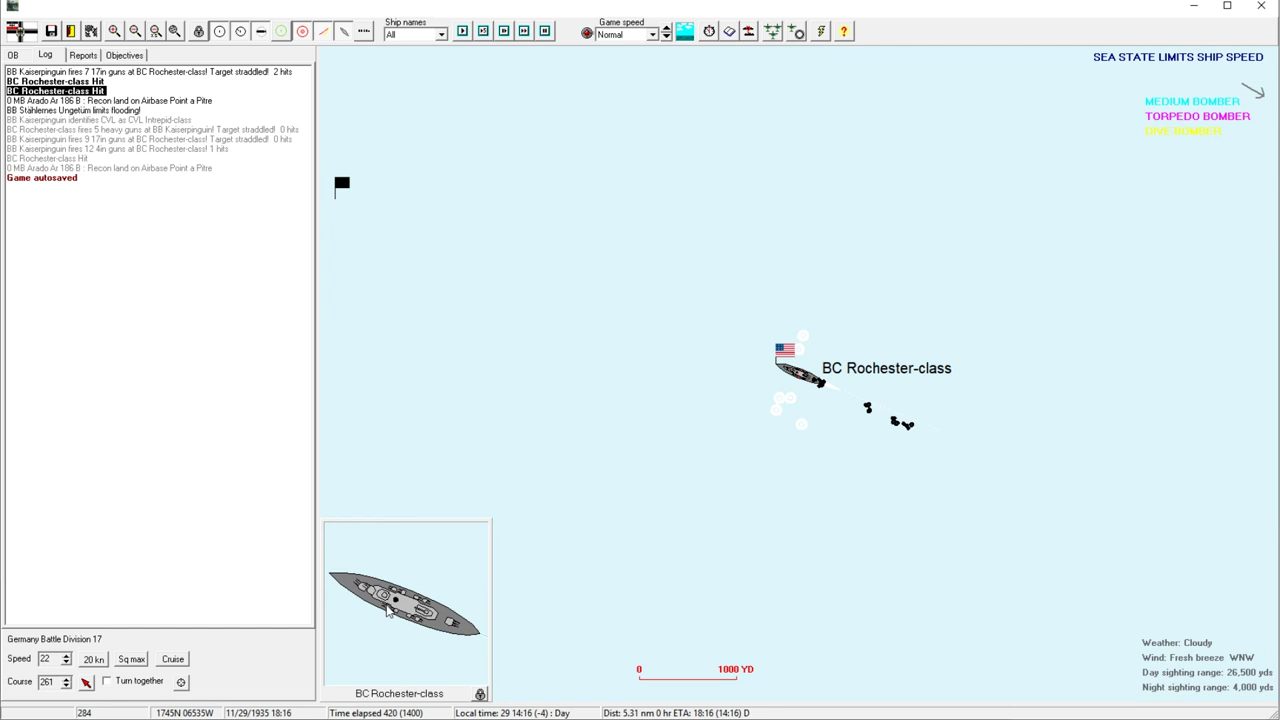 Ship names
All
Game speed
Normal
OB
Log
Reports
Objectives
BB Kaiserpinguin fires 7 17in guns at BC Rochester-class! Target straddled! 2 hits
BC Rochester-class Hit
BC Rochester-class Hit
0 MB Arado Ar 186 B : Recon land on Airbase Point a Pitre
BB Stählernes Ungetüm limits flooding!
BB Kaiserpinguin identifies CVL as CVL Intrepid-class
BC Rochester-class fires 5 heavy guns at BB Kaiserpinguin! Target straddled! 0 hits
BB Kaiserpinguin fires 9 17in guns at BC Rochester-class! Target straddled! 0 hits
BB Kaiserpinguin fires 12 4in guns at BC Rochester-class! 1 hits
BC Rochester-class Hit
0 MB Arado Ar 186 B : Recon land on Airbase Point a Pitre
Game autosaved
SEA STATE LIMITS SHIP SPEED
MEDIUM BOMBER
TORPEDO BOMBER
DIVE BOMBER
BC Rochester-class
BC Rochester-class
0 1000 YD
Weather: Cloudy
Wind: Fresh breeze WNW
Day sighting range: 26,500 yds
Night sighting range: 4,000 yds
Germany Battle Division 17
Speed 22 20 kn Sq max Cruise
Course 261 Turn together
284 1745N 06535W 11/29/1935 18:16 Time elapsed 420 (1400) Local time: 29 14:16 (-4) : Day Dist: 5.31 nm 0 hr ETA: 18:16 (14:16) D